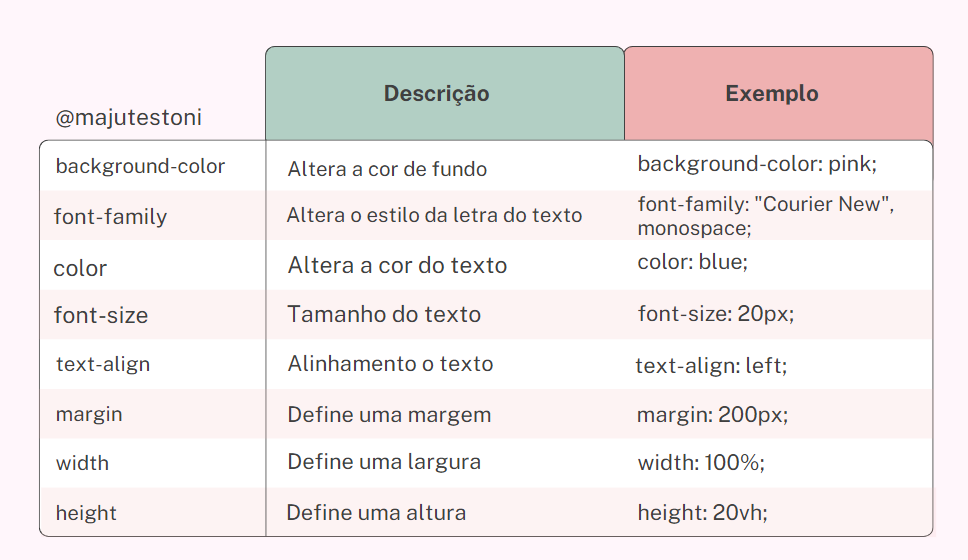 Descrição Exemplo
@majutestoni
background-color Altera a cor de fundo background-color: pink;
font-family Altera o estilo da letra do texto font-family: "Courier New",
monospace;
color Altera a cor do texto color: blue;
font-size Tamanho do texto font-size: 20px;
text-align Alinhamento o texto text-align: left;
margin Define uma margem margin: 200px;
width Define uma largura width: 100%;
height Define uma altura height: 20vh;